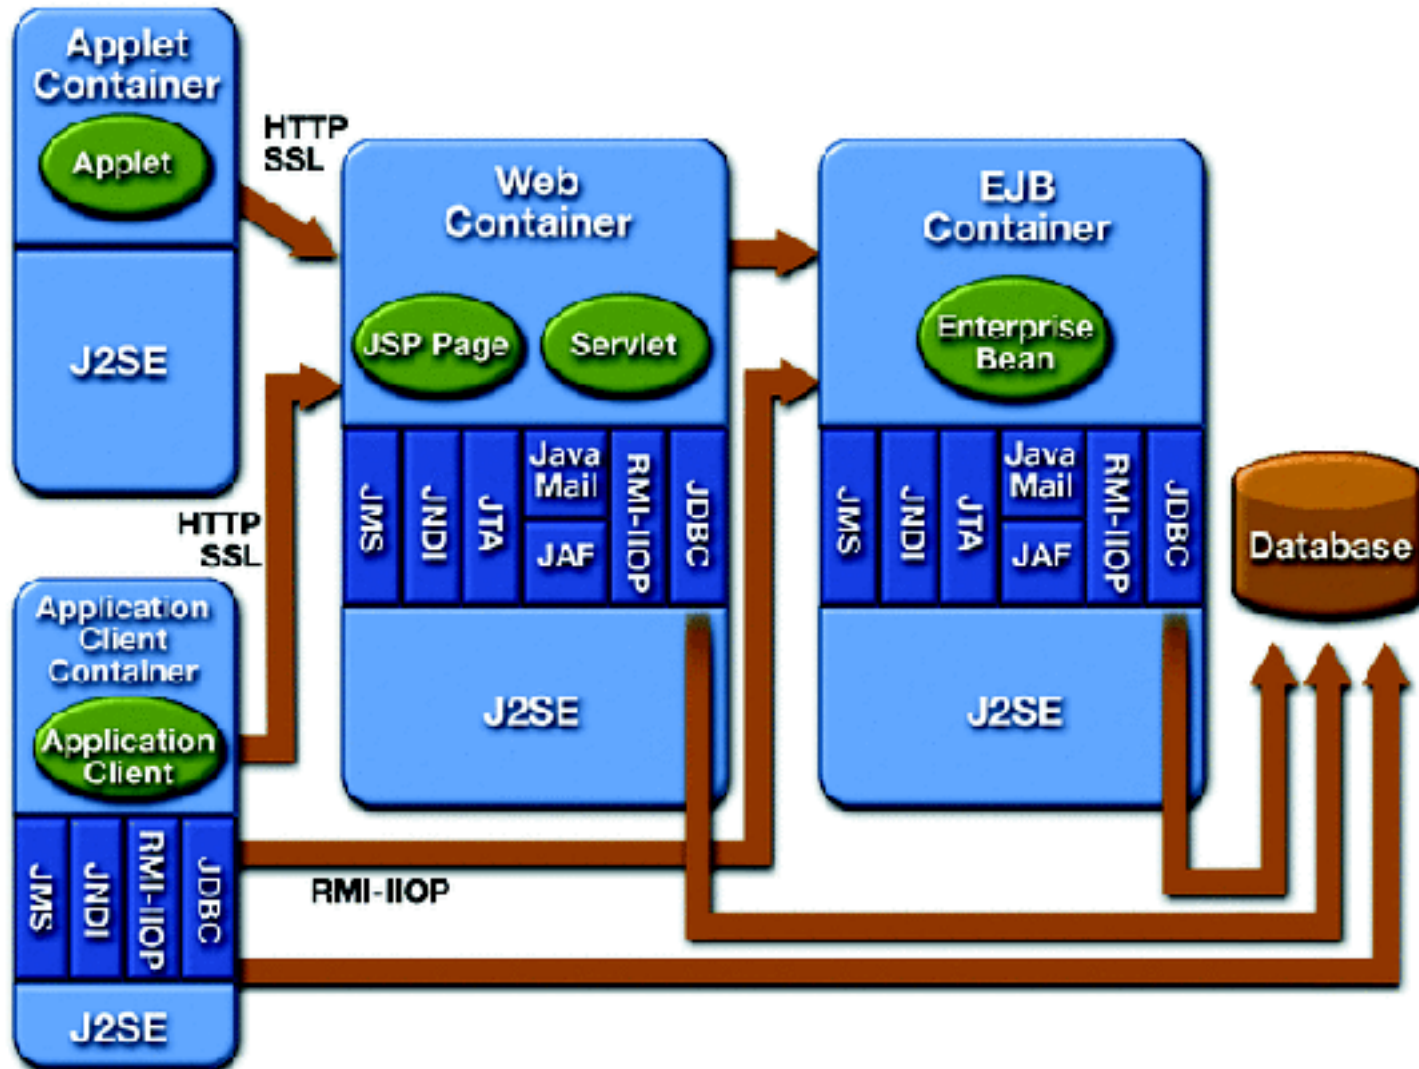 Applet
Container
Applet
J2SE
HTTP
SSL
Web
Container
JSP Page
Servlet
JMS
JNDI
JTA
Java
Mail
JAF
RMI-IIOP
JDBC
J2SE
EJB
Container
Enterprise
Bean
JMS
JNDI
JTA
Java
Mail
JAF
RMI-IIOP
JDBC
J2SE
Database
HTTP
SSL
Application
Client
Container
Application
Client
JMS
JNDI
RMI-IIOP
JDBC
J2SE
RMI-IIOP